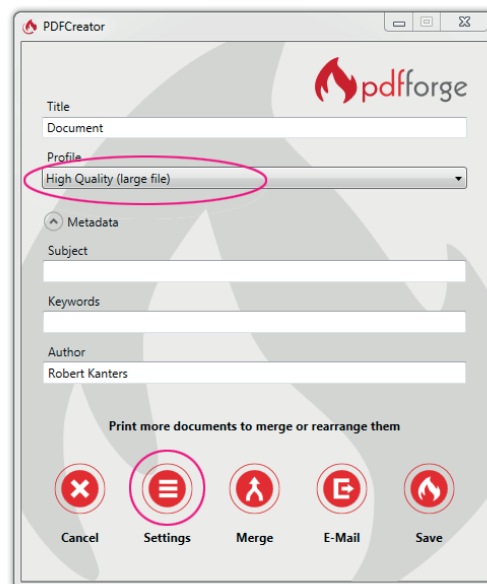 PDFCreator
pdfforge
Title
Document
Profile
High Quality (large file)
Metadata
Subject
Keywords
Author
Robert Kanters
Print more documents to merge or rearrange them
Cancel Settings Merge E-Mail Save